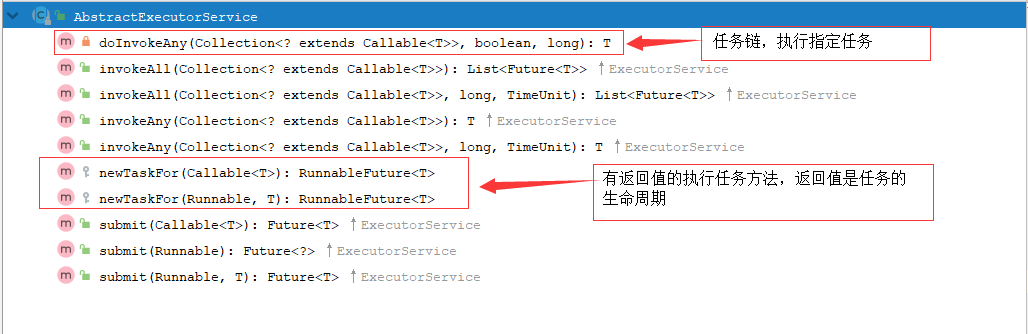 AbstractExecutorService
doInvokeAny(Collection<? extends Callable<T>>, boolean, long): T
任务链，执行指定任务
invokeAll(Collection<? extends Callable<T>>): List<Future<T>> ↑ExecutorService
invokeAll(Collection<? extends Callable<T>>, long, TimeUnit): List<Future<T>> ↑ExecutorService
invokeAny(Collection<? extends Callable<T>>): T ↑ExecutorService
invokeAny(Collection<? extends Callable<T>>, long, TimeUnit): T ↑ExecutorService
newTaskFor(Callable<T>): RunnableFuture<T>
newTaskFor(Runnable, T): RunnableFuture<T>
有返回值的执行任务方法，返回值是任务的
生命周期
submit(Callable<T>): Future<T> ↑ExecutorService
submit(Runnable): Future<?> ↑ExecutorService
submit(Runnable, T): Future<T> ↑ExecutorService